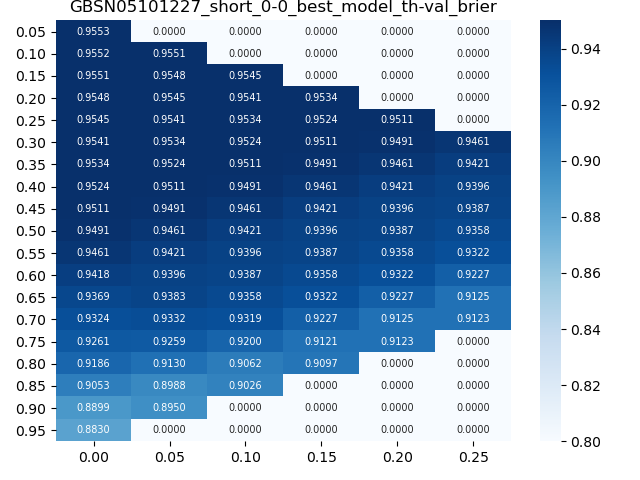 GBSN05101227_short_0-0_best_model_th-val_brier
0.05 0.9553 0.0000 0.0000 0.0000 0.0000 0.0000
0.10 0.9552 0.9551 0.0000 0.0000 0.0000 0.0000
0.15 0.9551 0.9548 0.9545 0.0000 0.0000 0.0000
0.20 0.9548 0.9545 0.9541 0.9534 0.0000 0.0000
0.25 0.9545 0.9541 0.9534 0.9524 0.9511 0.0000
0.30 0.9541 0.9534 0.9524 0.9511 0.9491 0.9461
0.35 0.9534 0.9524 0.9511 0.9491 0.9461 0.9421
0.40 0.9524 0.9511 0.9491 0.9461 0.9421 0.9396
0.45 0.9511 0.9491 0.9461 0.9421 0.9396 0.9387
0.50 0.9491 0.9461 0.9421 0.9396 0.9387 0.9358
0.55 0.9461 0.9421 0.9396 0.9387 0.9358 0.9322
0.60 0.9418 0.9396 0.9387 0.9358 0.9322 0.9227
0.65 0.9369 0.9383 0.9358 0.9322 0.9227 0.9125
0.70 0.9324 0.9332 0.9319 0.9227 0.9125 0.9123
0.75 0.9261 0.9259 0.9200 0.9121 0.9123 0.0000
0.80 0.9186 0.9130 0.9062 0.9097 0.0000 0.0000
0.85 0.9053 0.8988 0.9026 0.0000 0.0000 0.0000
0.90 0.8899 0.8950 0.0000 0.0000 0.0000 0.0000
0.95 0.8830 0.0000 0.0000 0.0000 0.0000 0.0000
0.00 0.05 0.10 0.15 0.20 0.25
0.94
0.92
0.90
0.88
0.86
0.84
0.82
0.80